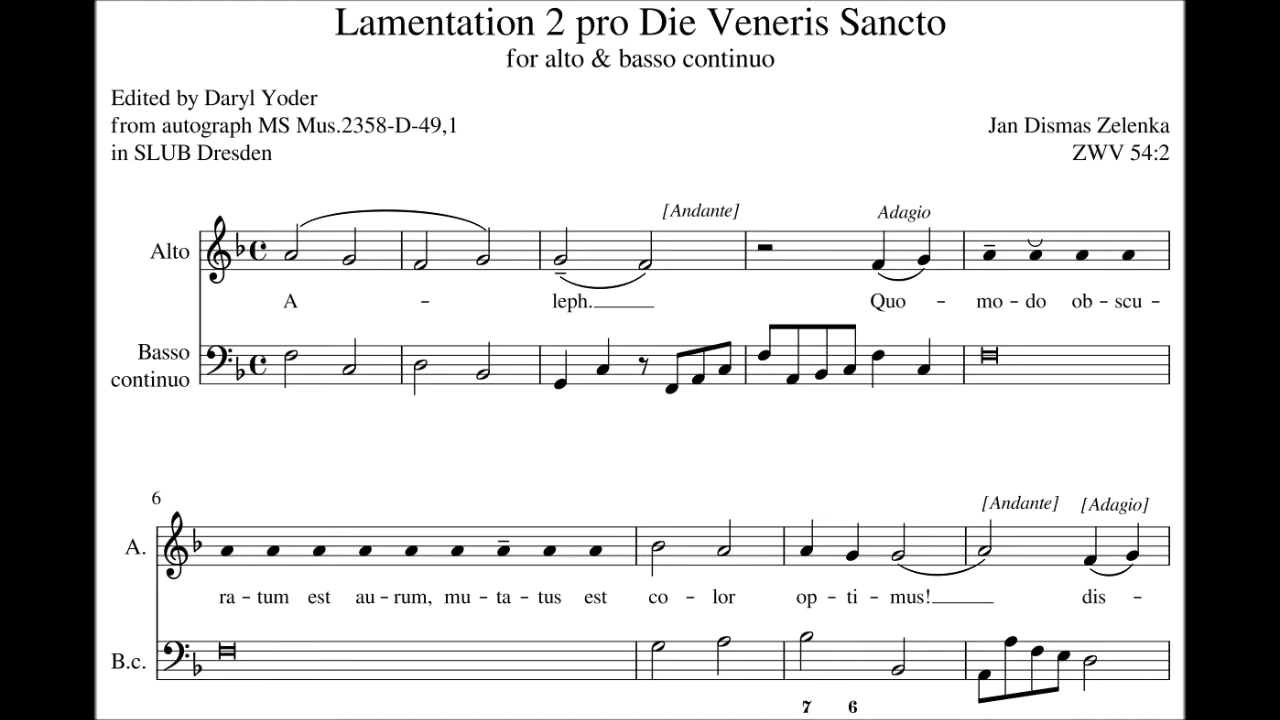 Lamentation 2 pro Die Veneris Sancto
for alto & basso continuo
Edited by Daryl Yoder
from autograph MS Mus.2358-D-49,1
in SLUB Dresden
Jan Dismas Zelenka
ZWV 54:2
[Andante]
Adagio
Alto
A - leph. Quo - mo - do ob - scu -
Basso
continuo
6
[Andante] [Adagio]
A.
ra - tum est au - rum, mu - ta - tus est co - lor op - ti - mus! dis -
B.c.
7 6